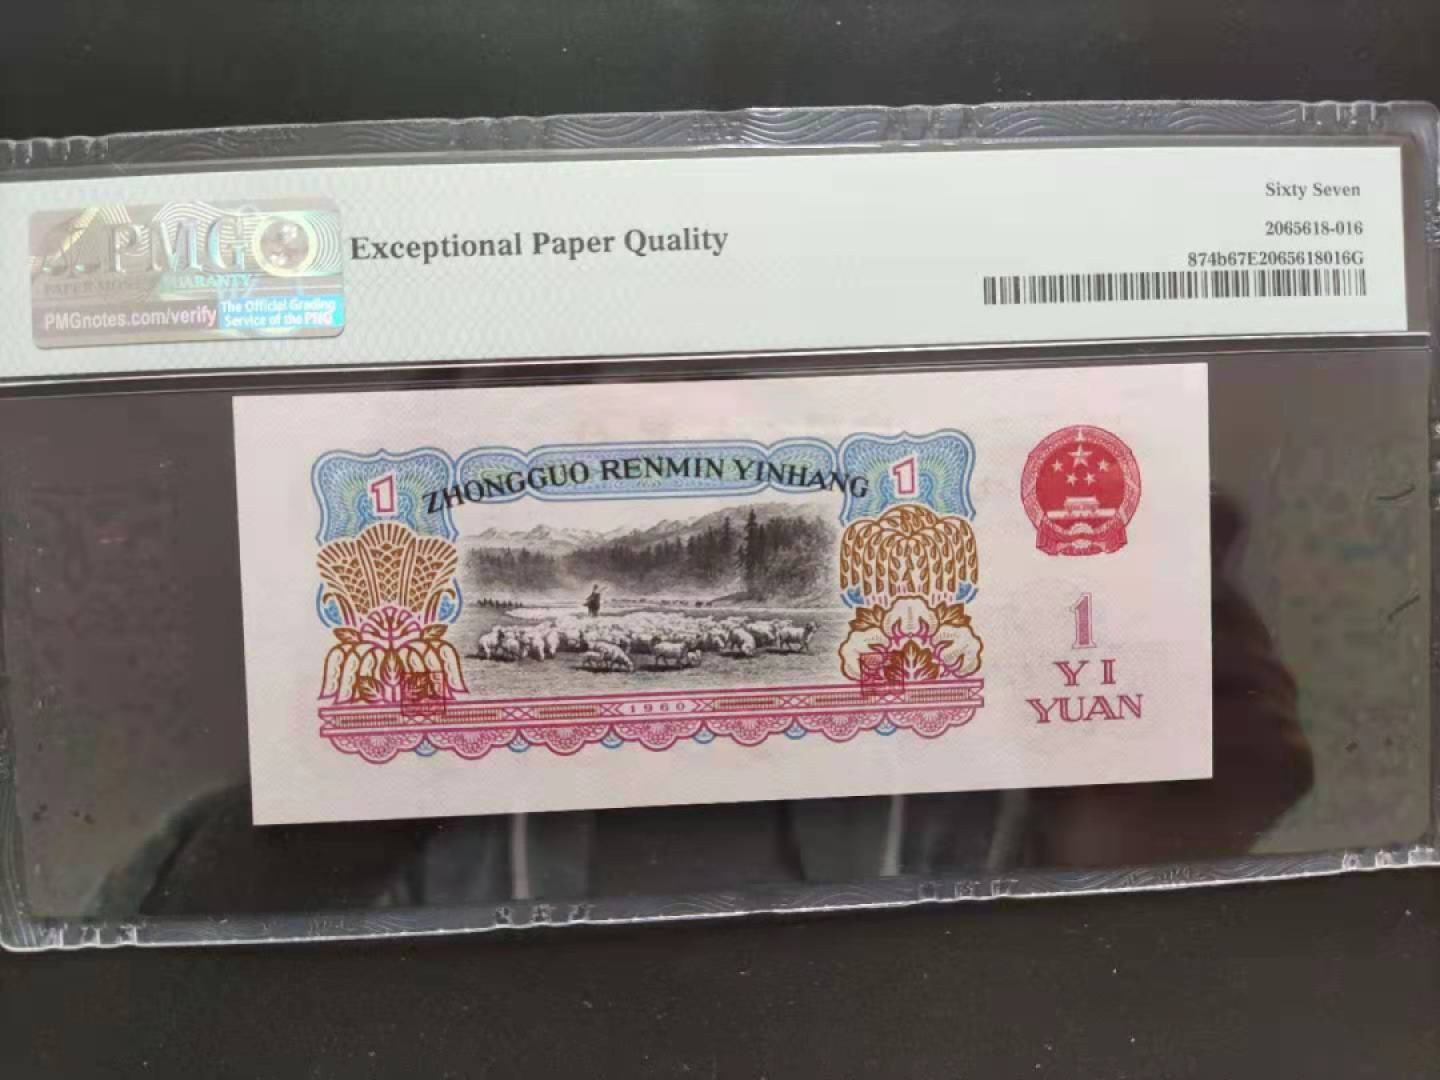 PMG
PAPER MONEY GUARANTY
PMGnotes.com/verify
The Official Grading
Service of the PNG
Exceptional Paper Quality
Sixty Seven
2065618-016
874b67E2065618016G
1
ZHONGGUO RENMIN YINHANG
1
1960
1
YI
YUAN